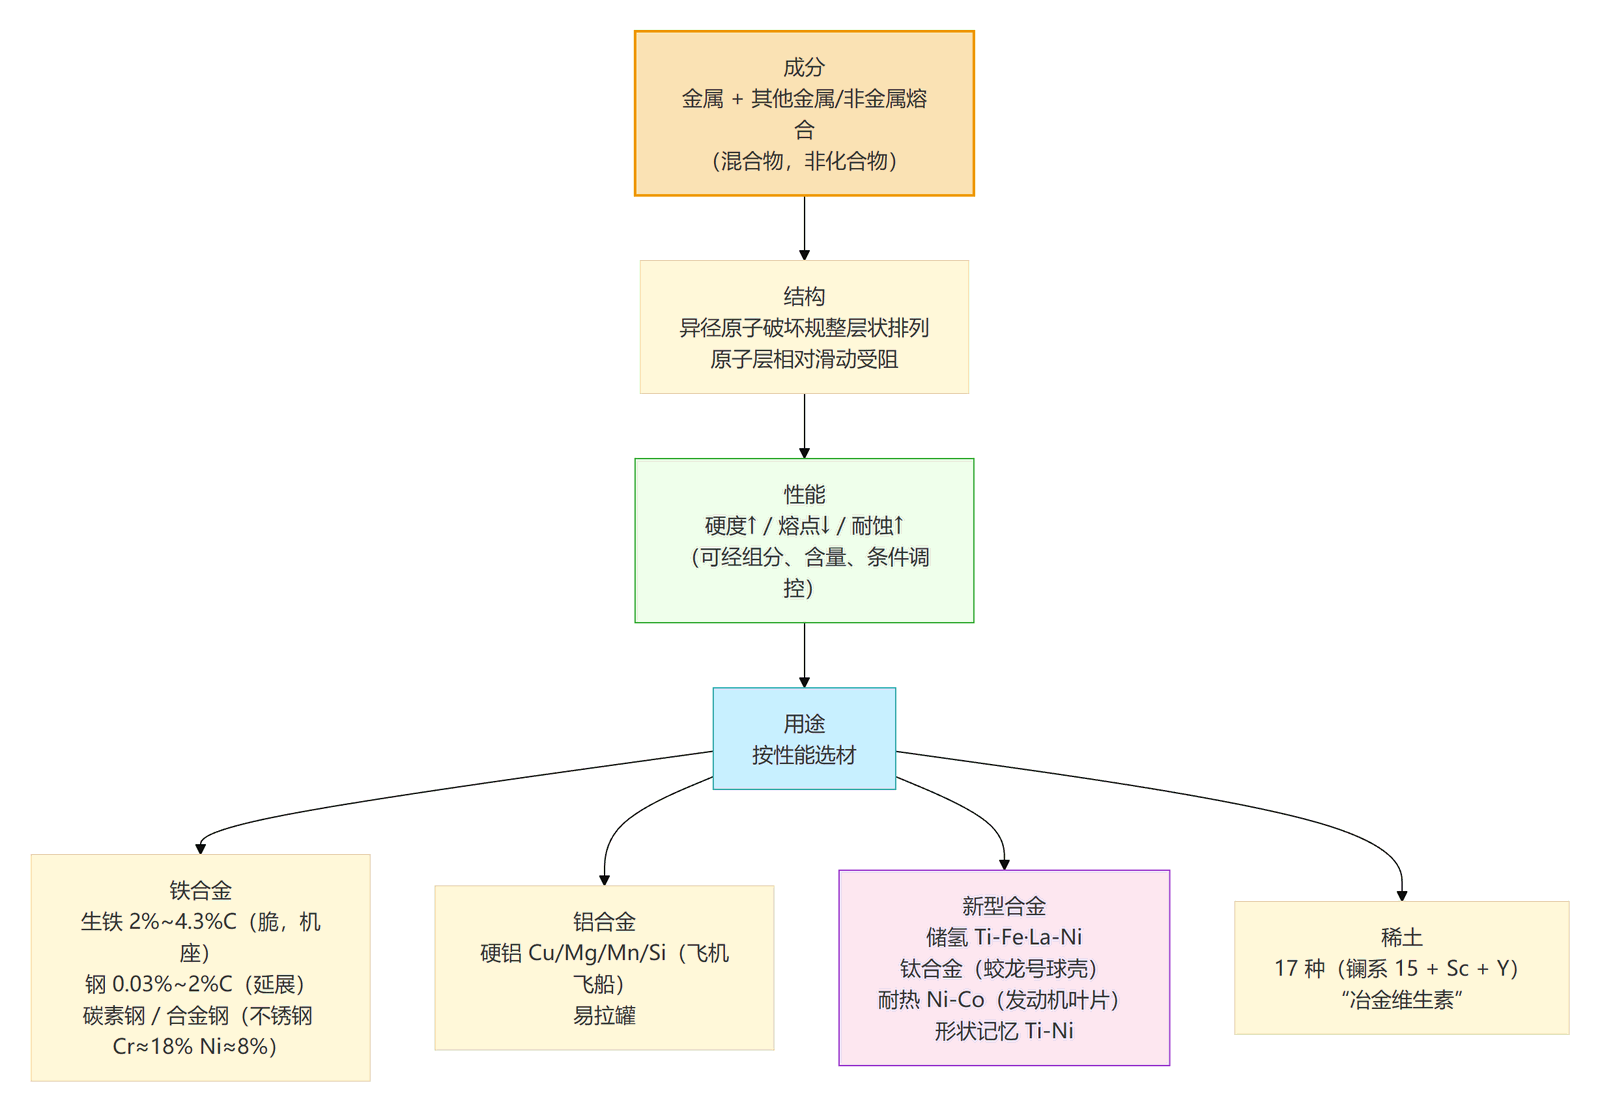 成分
金属 + 其他金属/非金属熔
合
（混合物，非化合物）
结构
异径原子破坏规整层状排列
原子层相对滑动受阻
性能
硬度↑ / 熔点↓ / 耐蚀↑
（可经组分、含量、条件调
控）
用途
按性能选材
铁合金
生铁 2%~4.3%C（脆，机
座）
钢 0.03%~2%C（延展）
碳素钢 / 合金钢（不锈钢
Cr≈18% Ni≈8%）
铝合金
硬铝 Cu/Mg/Mn/Si（飞机
飞船）
易拉罐
新型合金
储氢 Ti-Fe·La-Ni
钛合金（蛟龙号球壳）
耐热 Ni-Co（发动机叶片）
形状记忆 Ti-Ni
稀土
17 种（镧系 15 + Sc + Y）
“冶金维生素”